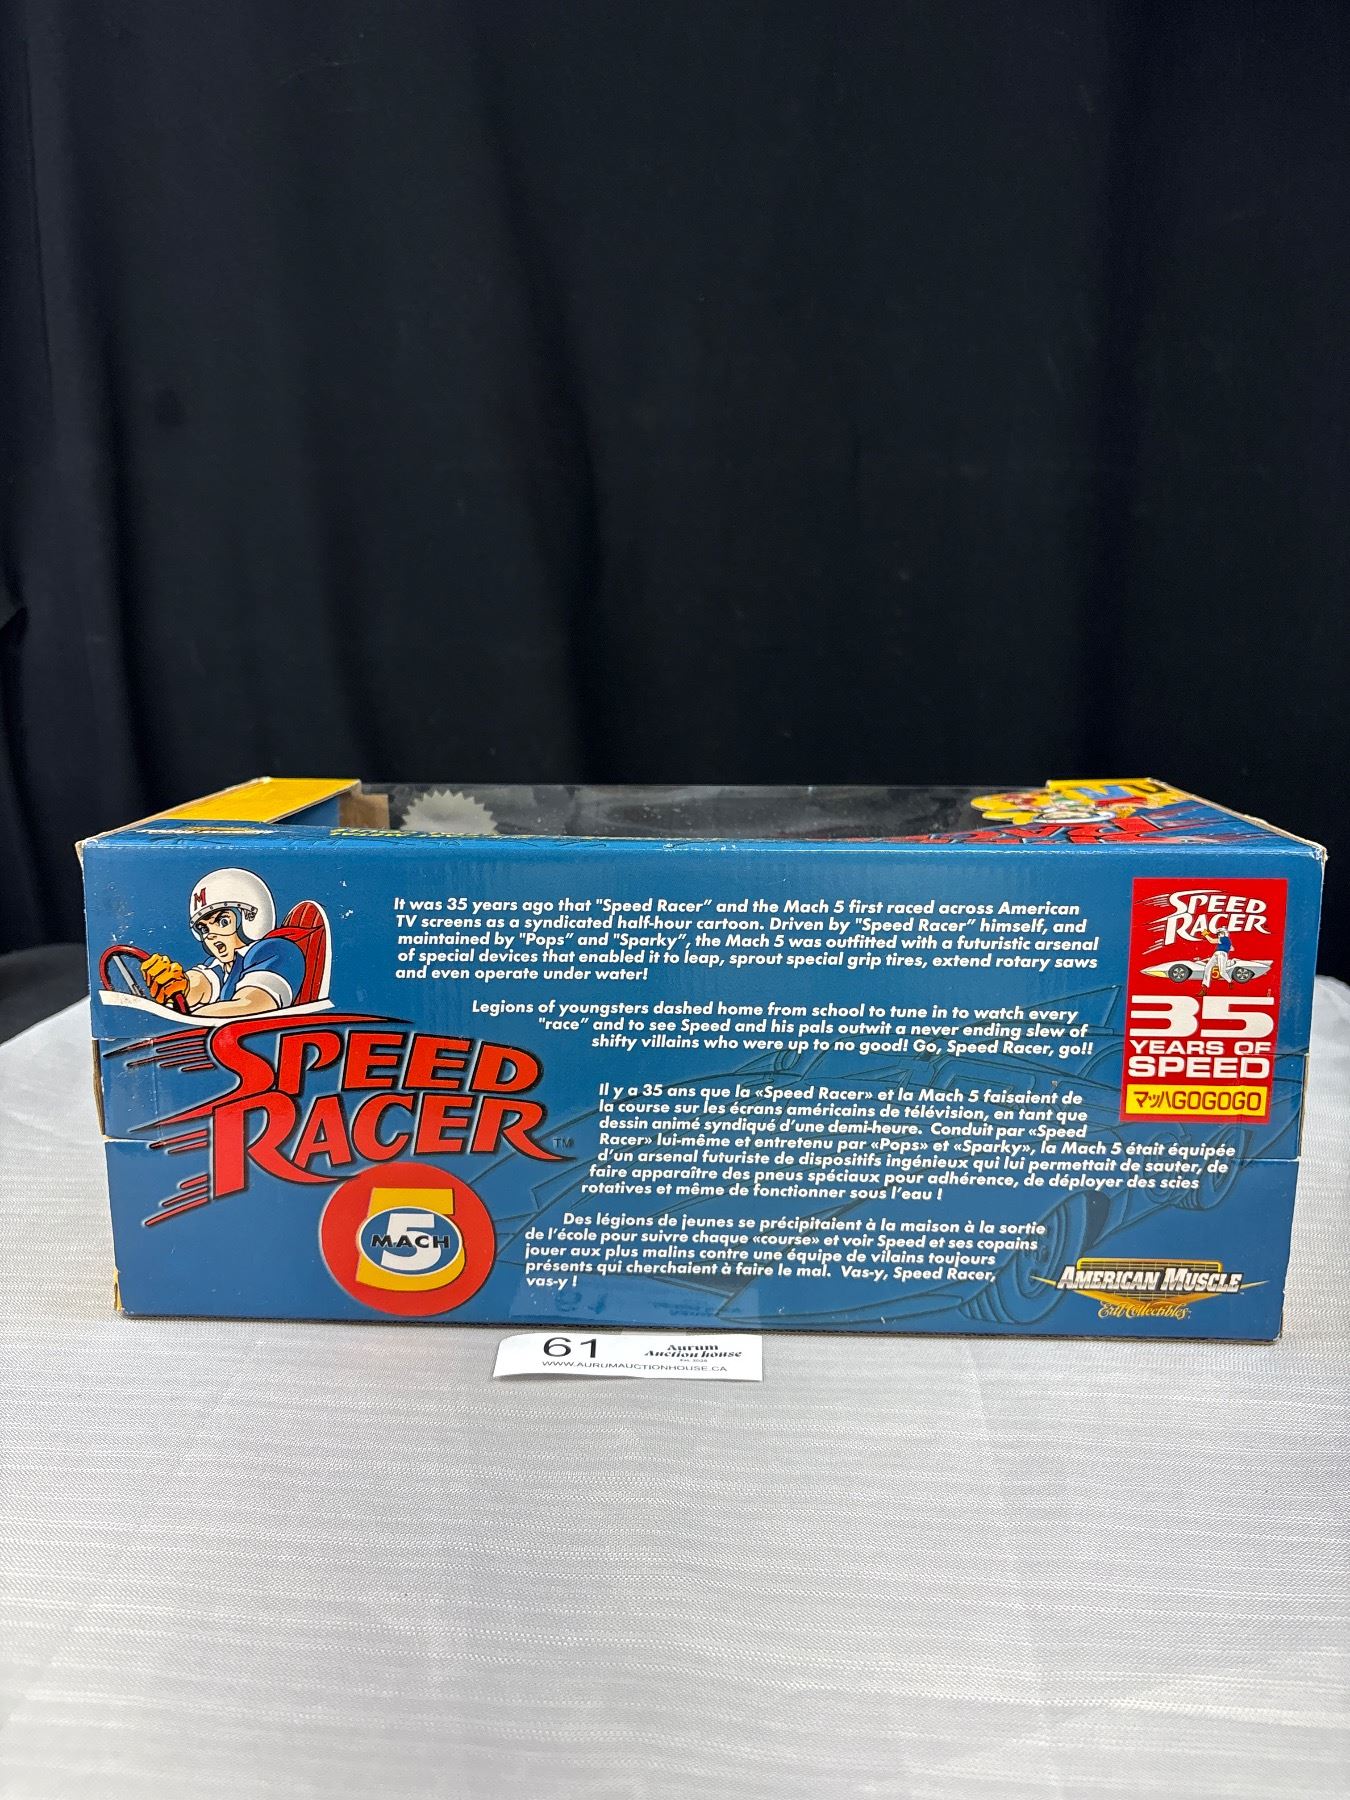 M
It was 35 years ago that "Speed Racer" and the Mach 5 first raced across American
TV screens as a syndicated half-hour cartoon. Driven by "Speed Racer" himself, and
maintained by "Pops" and "Sparky", the Mach 5 was outfitted with a futuristic arsenal
of special devices that enabled it to leap, sprout special grip tires, extend rotary saws
and even operate under water!
Legions of youngsters dashed home from school to tune in to watch every
"race" and to see Speed and his pals outwit a never ending slew of
shifty villains who were up to no good! Go, Speed Racer, go!!
SPEED
RACER
5
35
YEARS OF
SPEED
マッハGOGOGO
SPEED
RACER™
Il y a 35 ans que la «Speed Racer» et la Mach 5 faisaient de
la course sur les écrans américains de télévision, en tant que
dessin animé syndiqué d'une demi-heure. Conduit par «Speed
Racer» lui-même et entretenu par «Pops» et «Sparky», la Mach 5 était équipée
d'un arsenal futuriste de dispositifs ingénieux qui lui permettait de sauter, de
faire apparaître des pneus spéciaux pour adhérence, de déployer des scies
rotatives et même de fonctionner sous l'eau !
5
MACH
Des légions de jeunes se précipitaient à la maison à la sortie
de l'école pour suivre chaque «course» et voir Speed et ses copains
jouer aux plus malins contre une équipe de vilains toujours
présents qui cherchaient à faire le mal. Vas-y, Speed Racer,
vas-y !
AMERICAN MUSCLE
Ertl Collectibles
61
Aurum
Auction house
WWW.AURUMAUCTIONHOUSE.CA